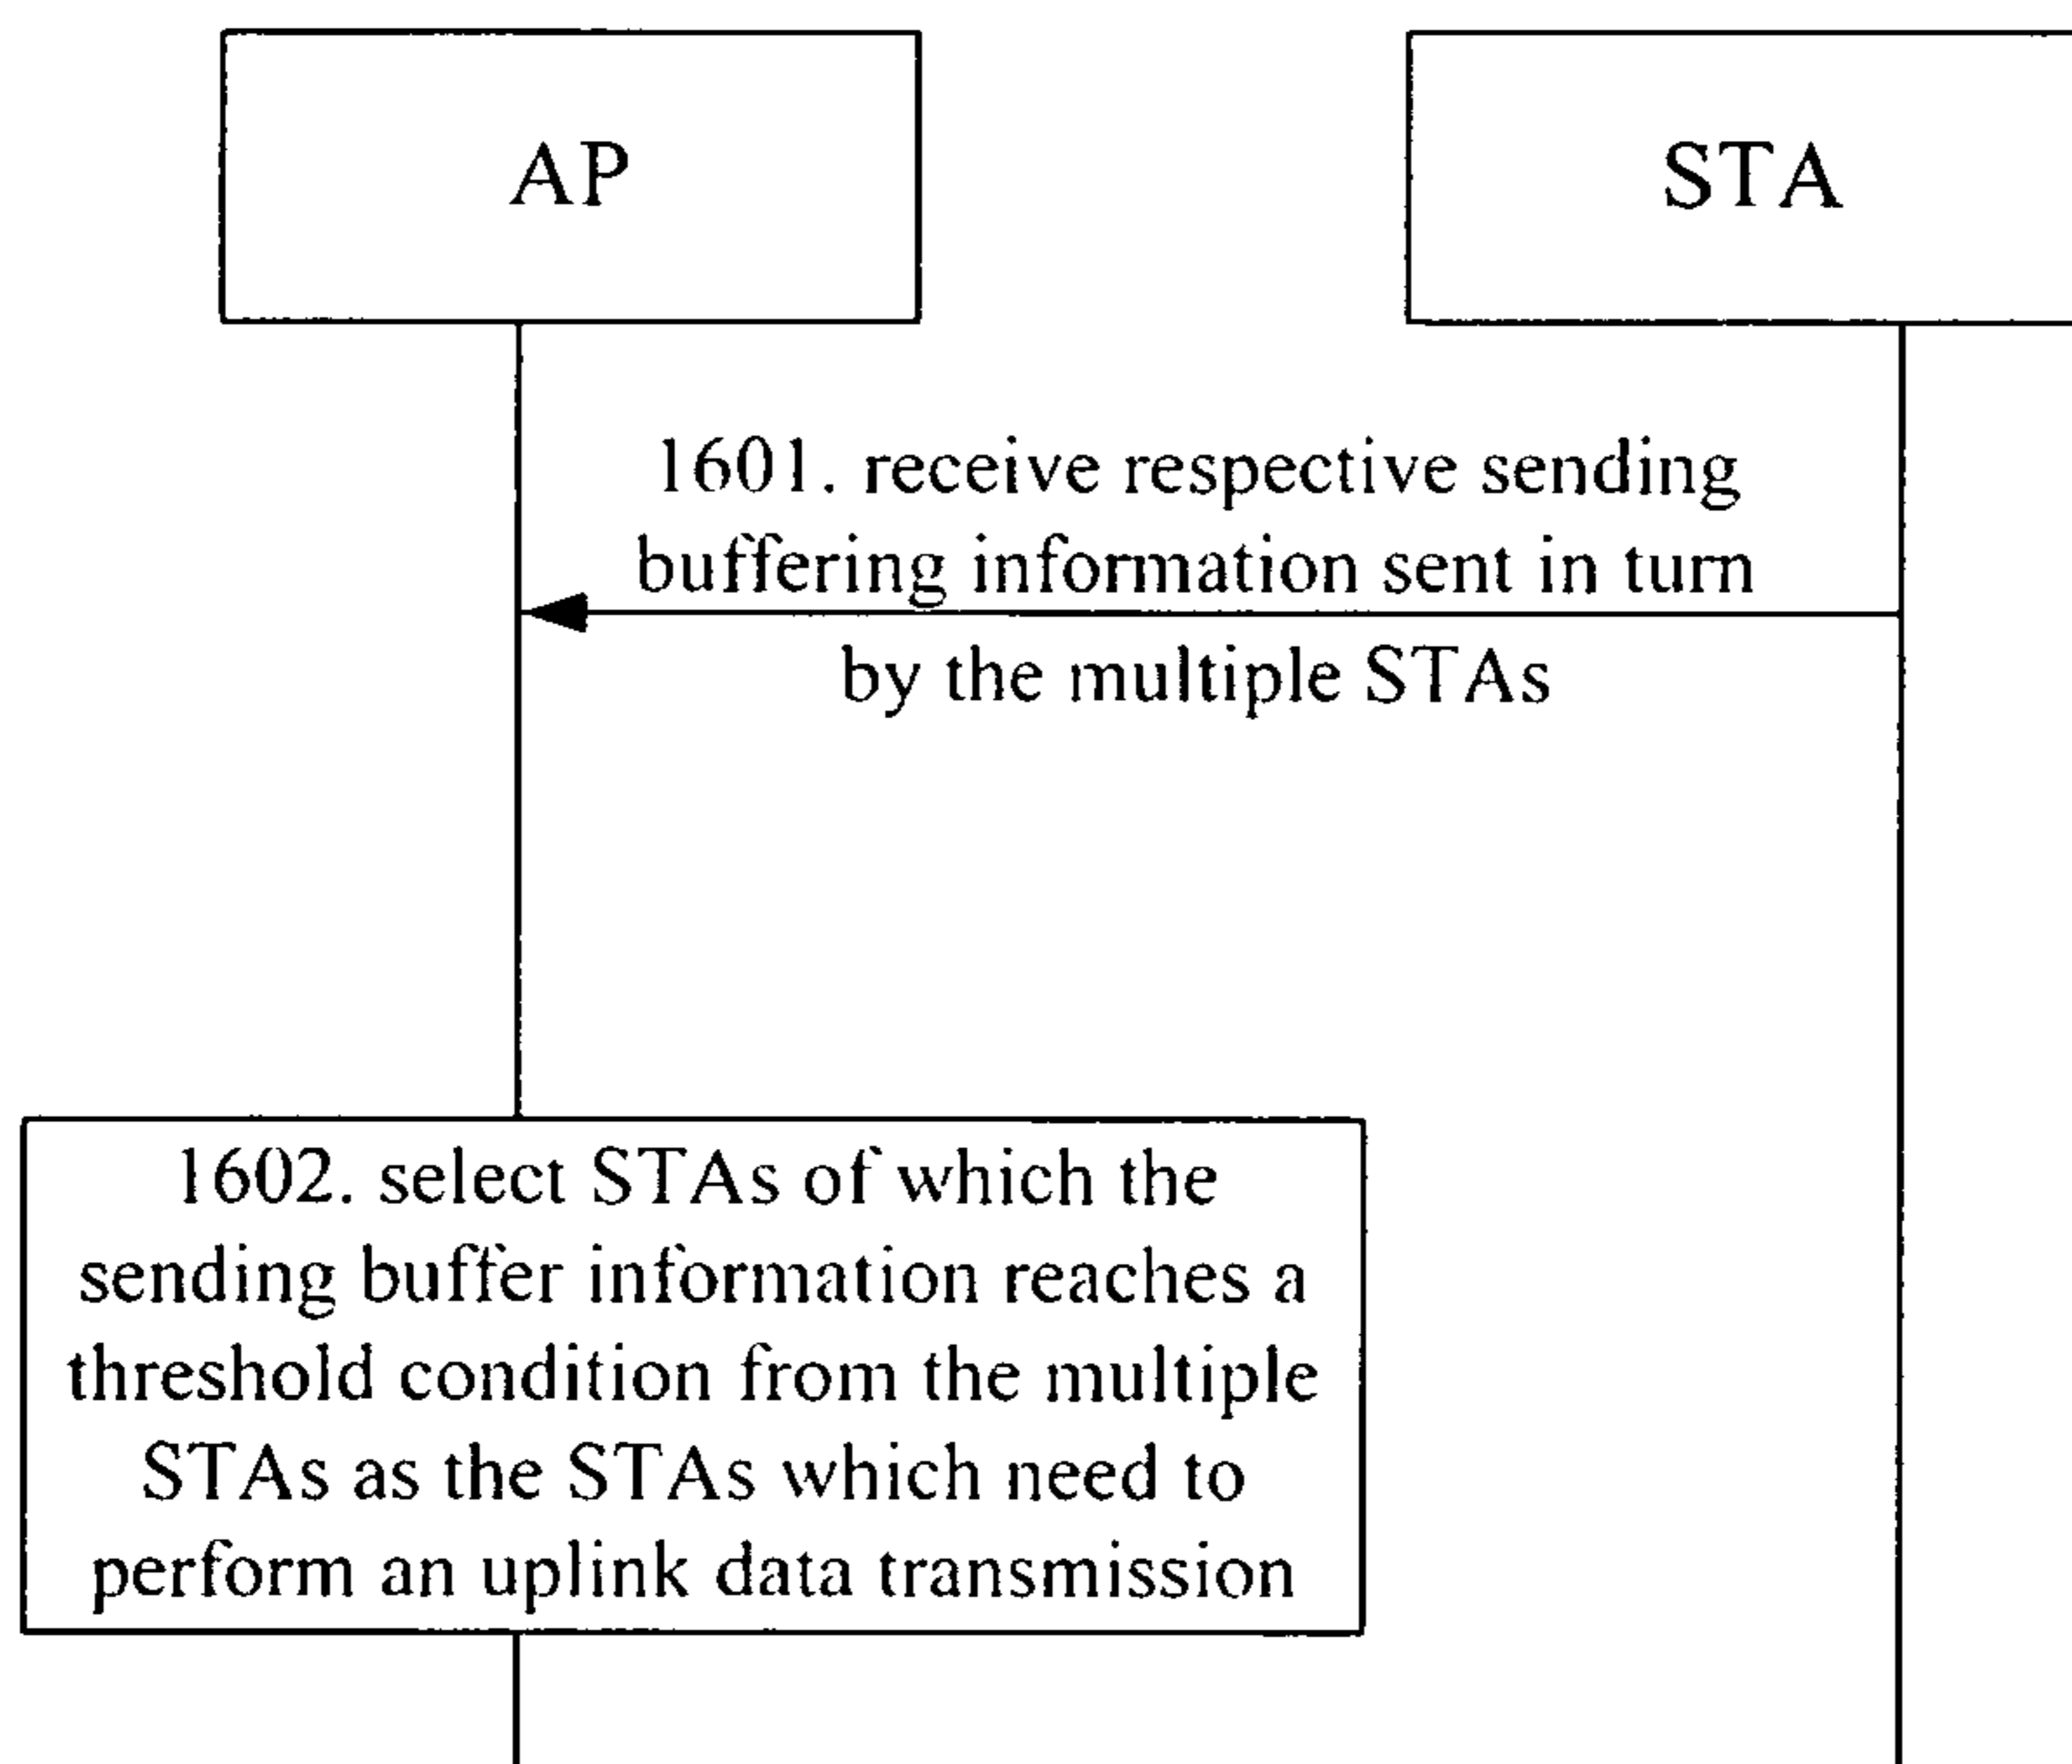 AP
STA
1601. receive respective sending
buffering information sent in turn
by the multiple STAs
1602. select STAs of which the
sending buffer information reaches a
threshold condition from the multiple
STAs as the STAs which need to
perform an uplink data transmission